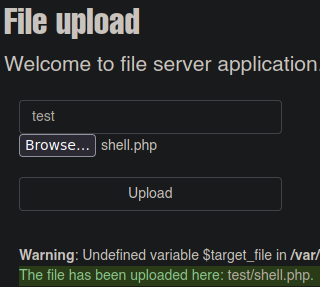 File upload
Welcome to file server application.
test
Browse... shell.php
Upload
Warning: Undefined variable $target_file in /var/
The file has been uploaded here: test/shell.php.